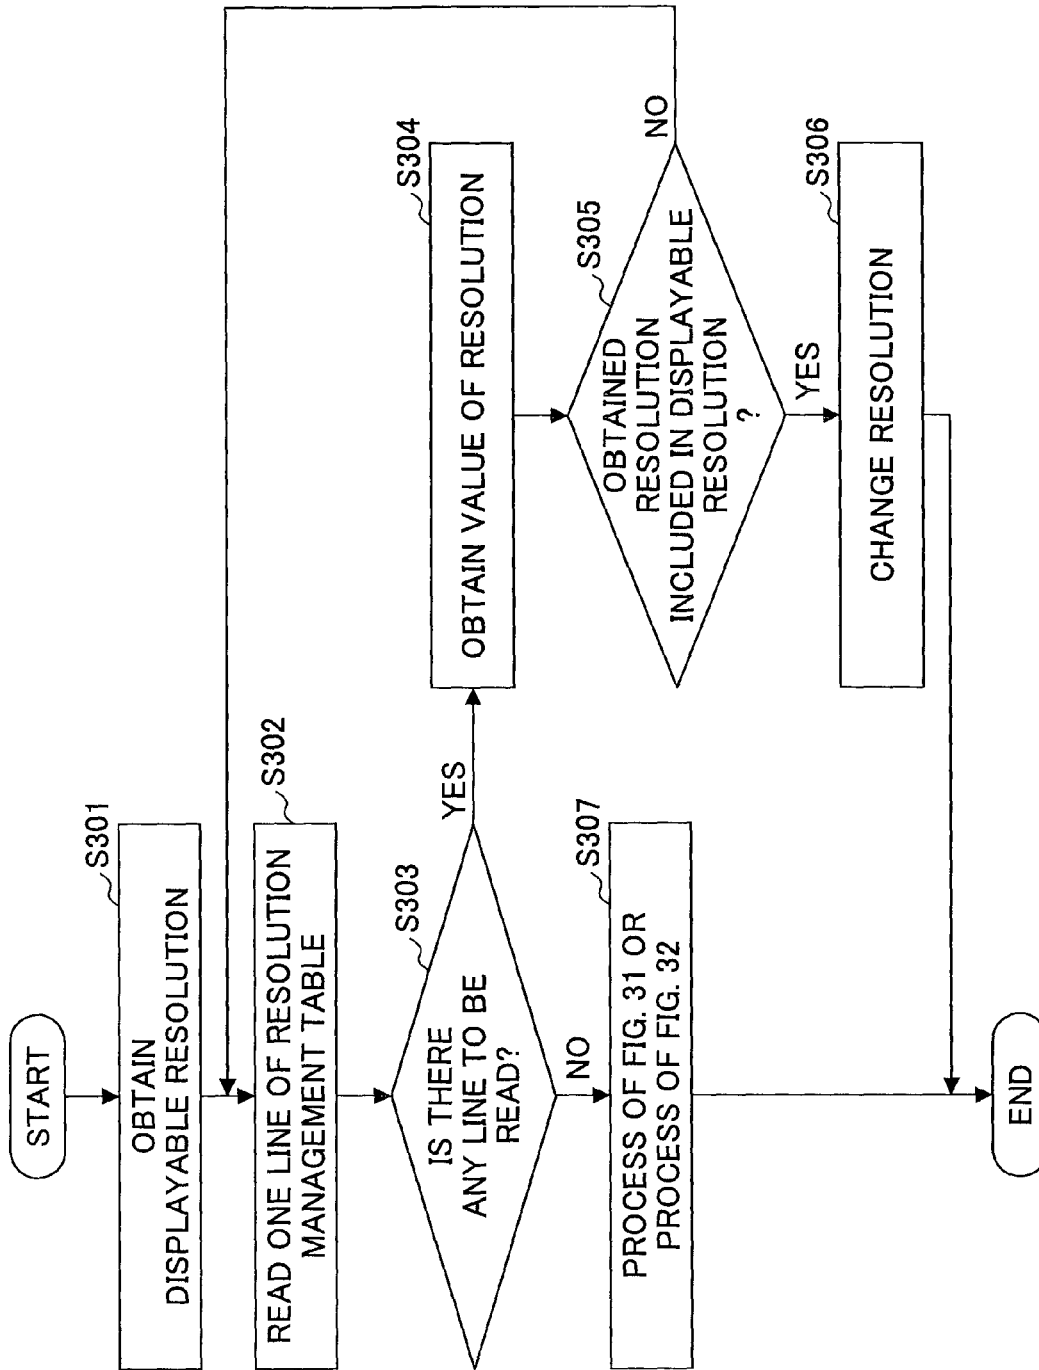 START
S301
OBTAIN
DISPLAYABLE RESOLUTION
S302
READ ONE LINE OF RESOLUTION
MANAGEMENT TABLE
S303
IS THERE
ANY LINE TO BE
READ?
YES
NO
S304
OBTAIN VALUE OF RESOLUTION
S305
OBTAINED
RESOLUTION
INCLUDED IN DISPLAYABLE
RESOLUTION
?
NO
YES
S306
CHANGE RESOLUTION
S307
PROCESS OF FIG. 31 OR
PROCESS OF FIG. 32
END